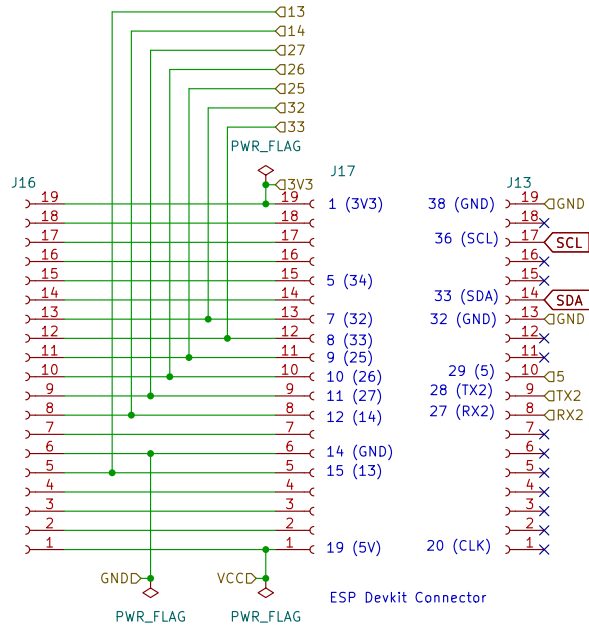 13
14
27
26
25
32
33
PWR_FLAG
J16
J17
J13
3V3
19 19 1 (3V3) 38 (GND) 19 GND
18 18 18
17 17 36 (SCL) 17 SCL
16 16 16
15 15 5 (34) 15
14 14 33 (SDA) 14 SDA
13 13 7 (32) 32 (GND) 13 GND
12 12 8 (33) 12
11 11 9 (25) 11
10 10 10 (26) 29 (5) 10 5
9 9 11 (27) 28 (TX2) 9 TX2
8 8 12 (14) 27 (RX2) 8 RX2
7 7 7
6 6 14 (GND) 6
5 5 15 (13) 5
4 4 4
3 3 3
2 2 2
1 1 19 (5V) 20 (CLK) 1
GND VCC
ESP Devkit Connector
PWR_FLAG PWR_FLAG